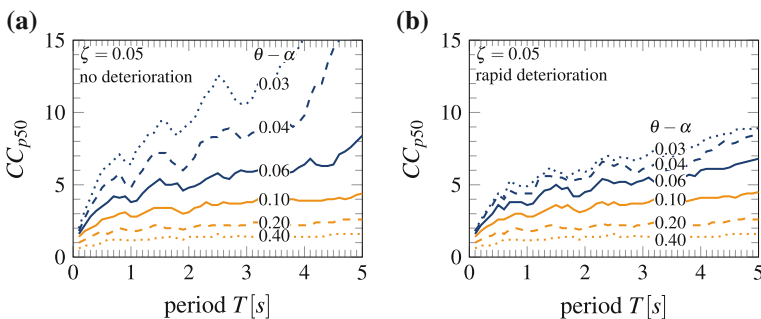 (a)
ζ = 0.05
no deterioration
θ − α
0.03
0.04
0.06
0.10
0.20
0.40
15
10
5
0
CCp50
0 1 2 3 4 5
period T [s]
(b)
ζ = 0.05
rapid deterioration
θ − α
0.03
0.04
0.06
0.10
0.20
0.40
15
10
5
0
CCp50
0 1 2 3 4 5
period T [s]